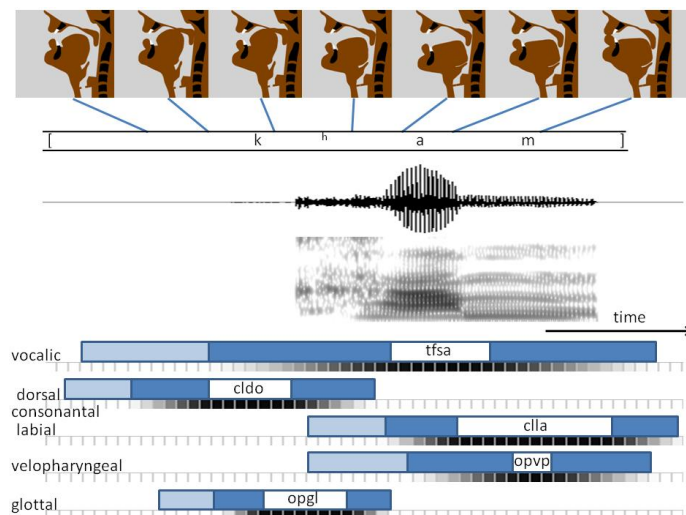 [ k ʰ a m ]
time
vocalic tfsa
dorsal cldo
consonantal
labial clla
velopharyngeal opvp
glottal opgl